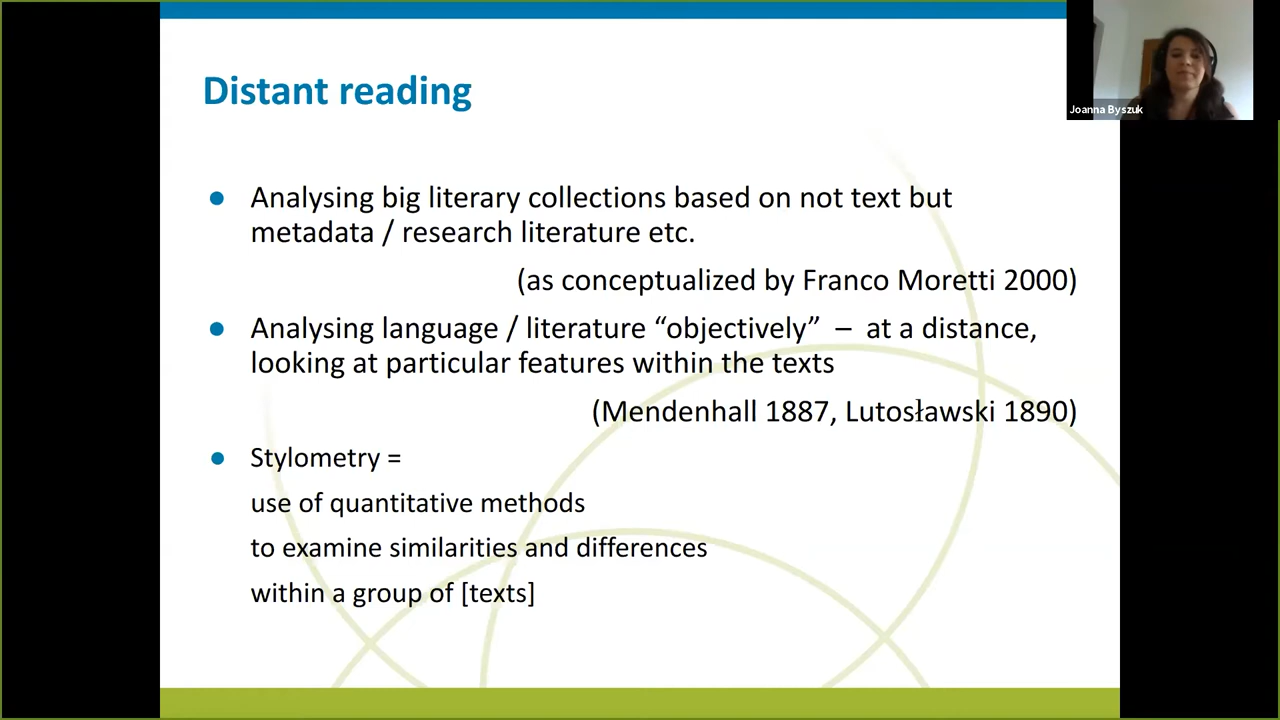 Distant reading
Joanna Byszuk
● Analysing big literary collections based on not text but
metadata / research literature etc.
(as conceptualized by Franco Moretti 2000)
● Analysing language / literature “objectively” – at a distance,
looking at particular features within the texts
(Mendenhall 1887, Lutosławski 1890)
● Stylometry =
use of quantitative methods
to examine similarities and differences
within a group of [texts]